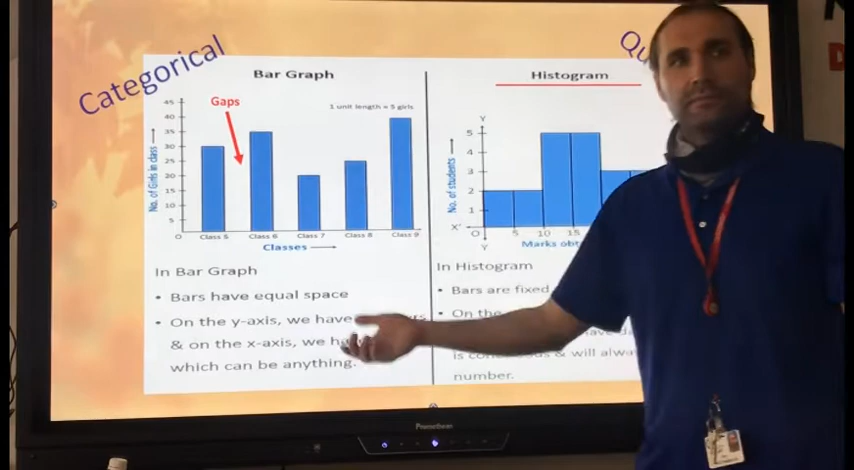 Categorical
Bar Graph
Gaps
1 unit length = 5 girls
No. of Girls in class
45
40
35
30
25
20
15
10
5
O
Class 5 Class 6 Class 7 Class 8 Class 9
Classes
In Bar Graph
• Bars have equal space
• On the y-axis, we have
& on the x-axis, we
which can be anything.
Histogram
Y
No. of students
5
4
3
2
1
X'
5 10 15
Y
Marks
In Histogram
• Bars are fixed
• On the
is & will
number.
Promethean